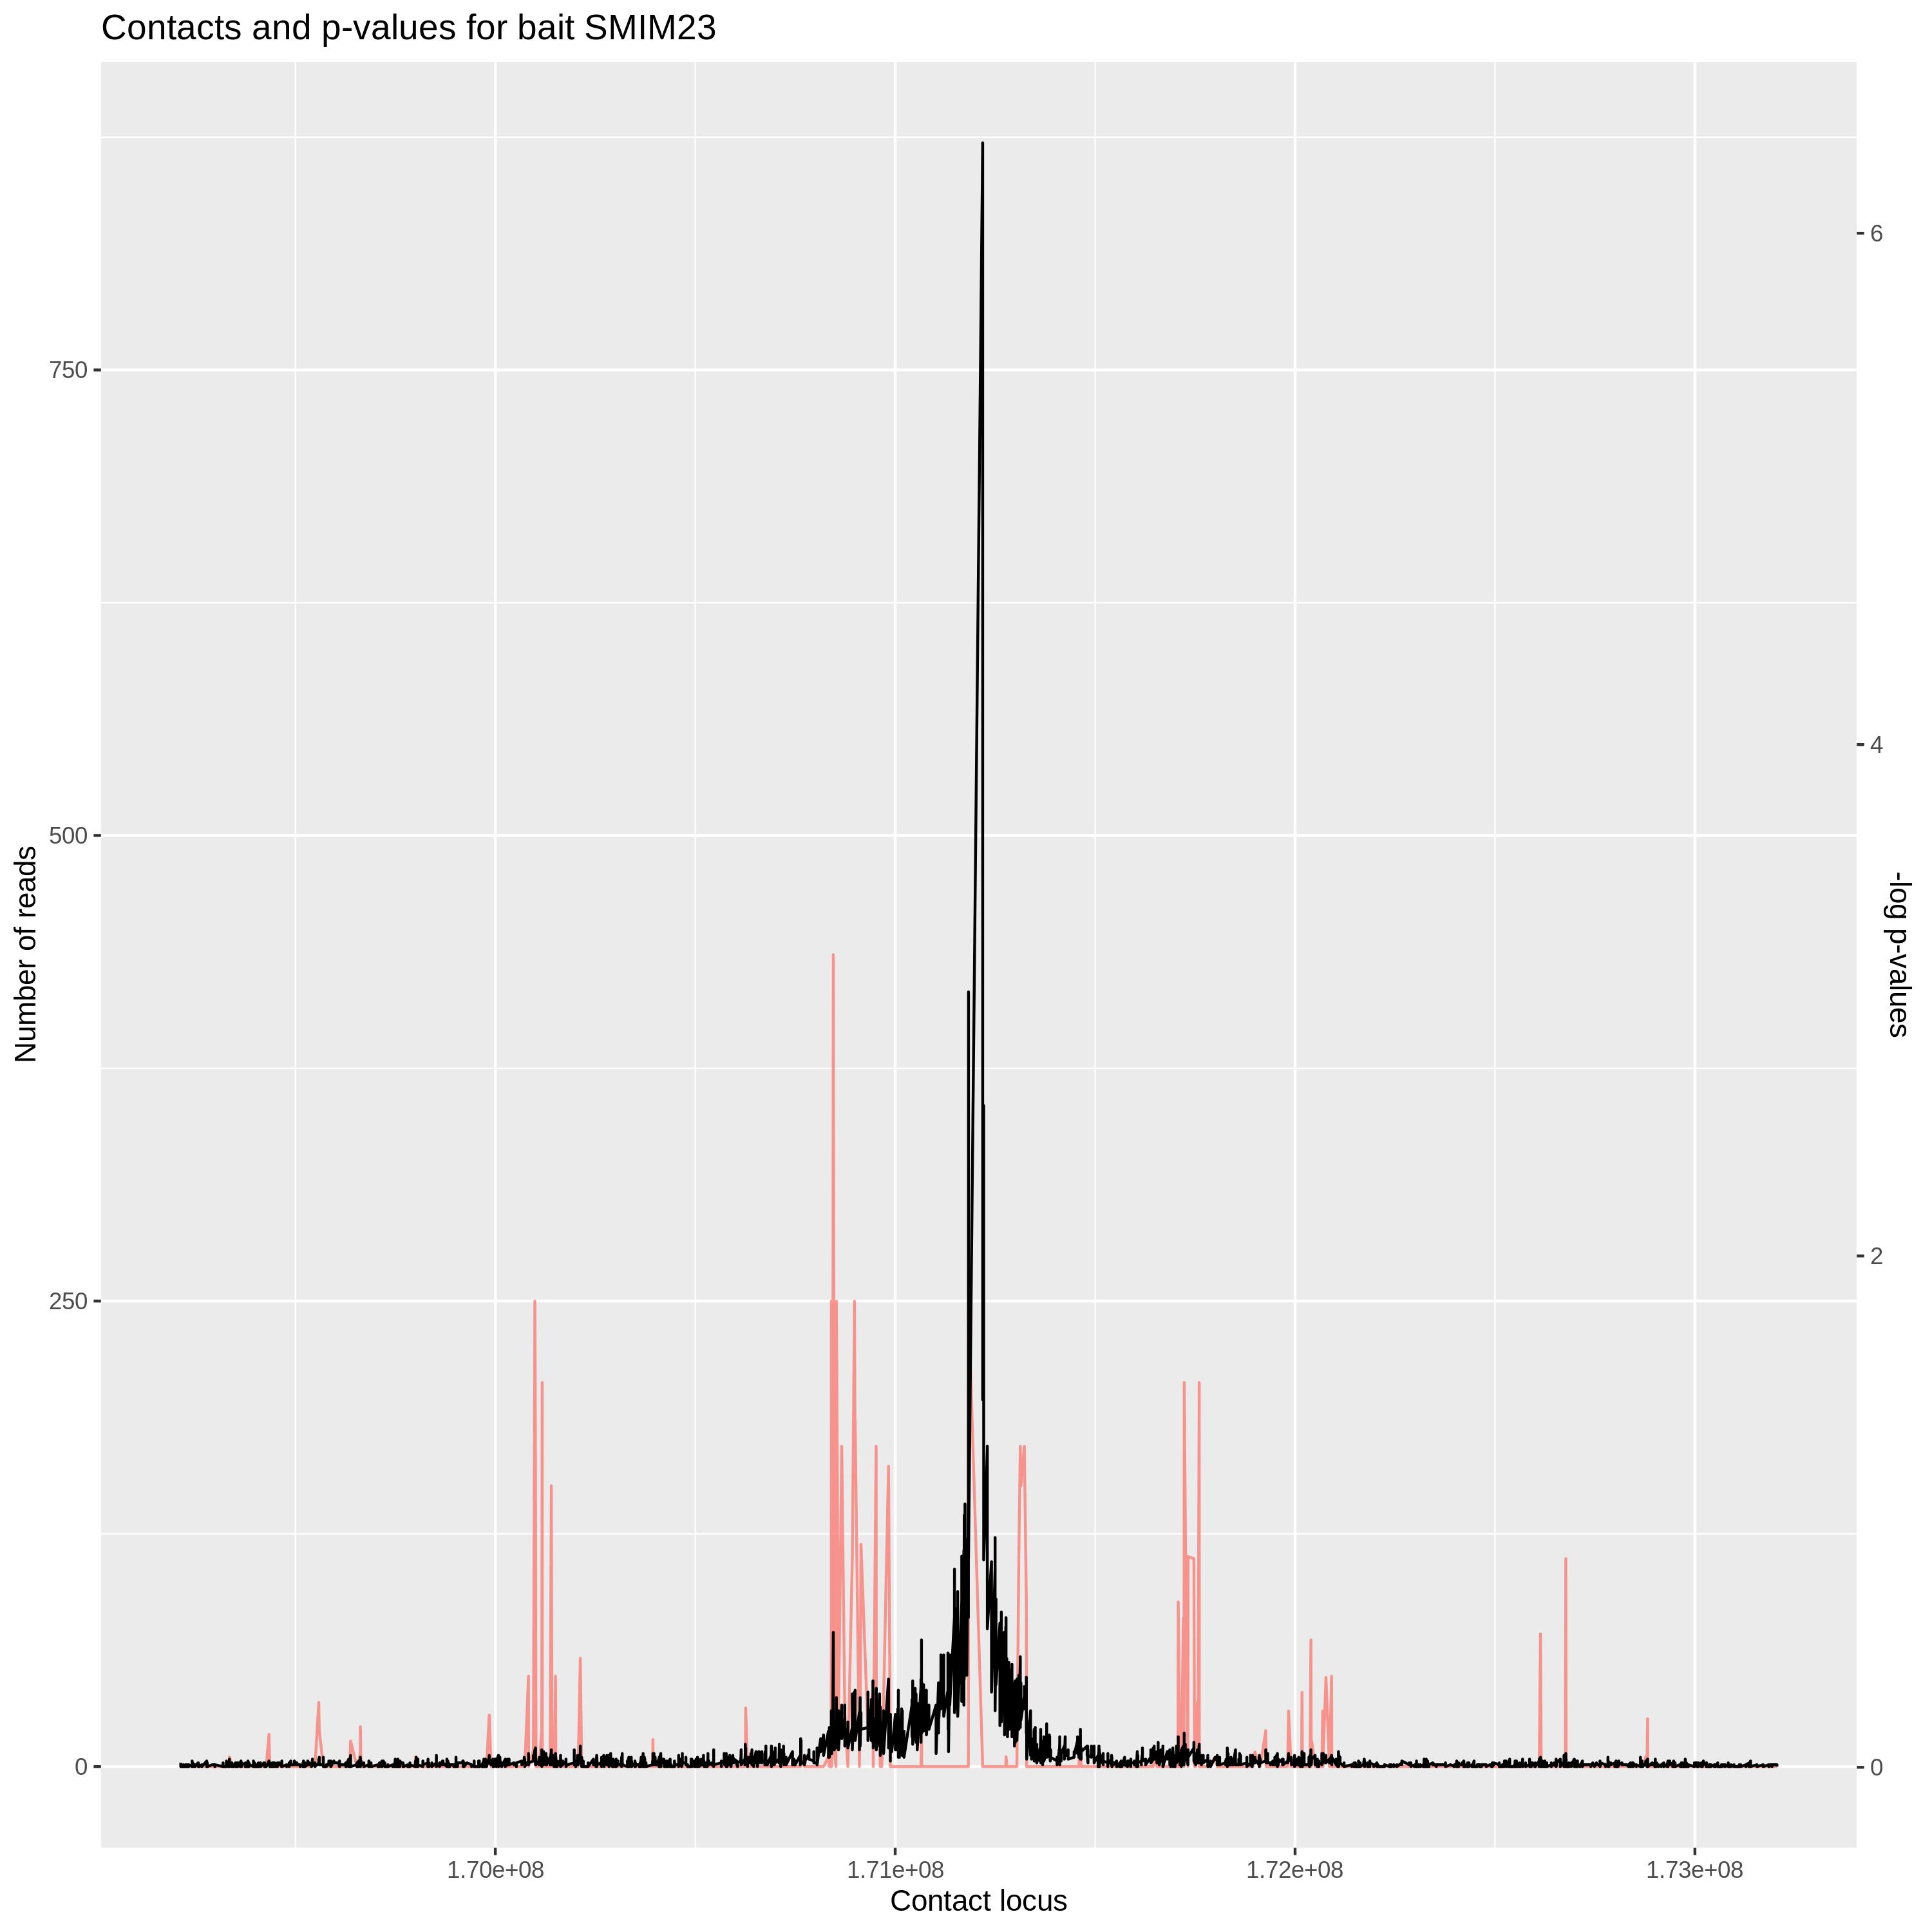 Contacts and p-values for bait SMIM23
Number of reads
750
500
250
0
6
4
2
0
-log p-values
1.70e+08
1.71e+08
1.72e+08
1.73e+08
Contact locus